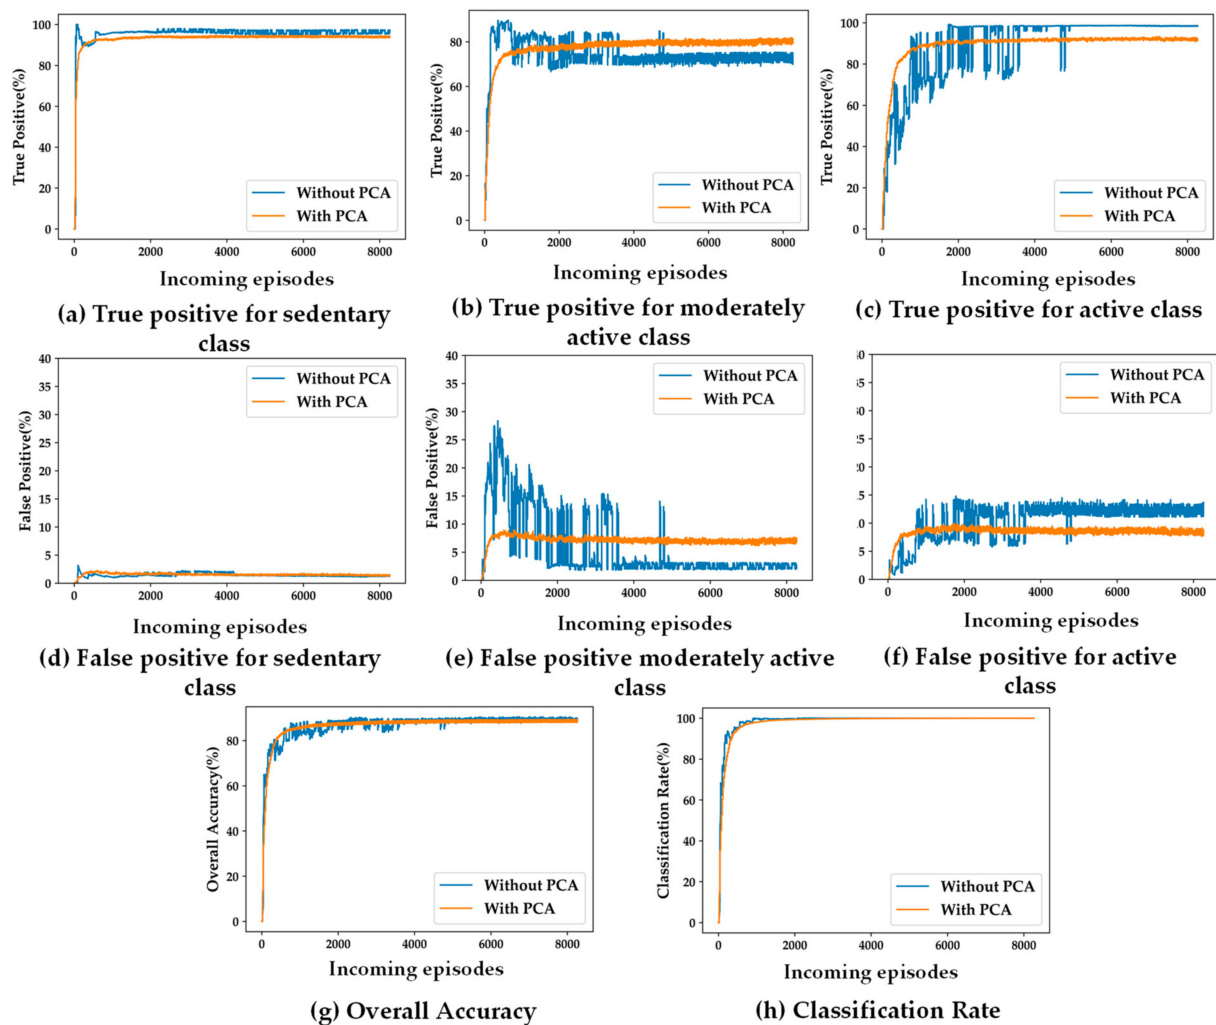 100
80
60
40
20
0
True Positive(%)
Without PCA
With PCA
0 2000 4000 6000 8000
Incoming episodes
(a) True positive for sedentary
class
80
60
40
20
0
True Positive(%)
Without PCA
With PCA
0 2000 4000 6000 8000
Incoming episodes
(b) True positive for moderately
active class
100
80
60
40
20
0
True Positive(%)
Without PCA
With PCA
0 2000 4000 6000 8000
Incoming episodes
(c) True positive for active class
40
35
30
25
20
15
10
5
0
False Positive(%)
Without PCA
With PCA
0 2000 4000 6000 8000
Incoming episodes
(d) False positive for sedentary
class
40
35
30
25
20
15
10
5
0
False Positive(%)
Without PCA
With PCA
0 2000 4000 6000 8000
Incoming episodes
(e) False positive moderately active
class
0
5
0
5
0
5
0
5
0
Without PCA
With PCA
0 2000 4000 6000 8000
Incoming episodes
(f) False positive for active
class
80
60
40
20
0
Overall Accuracy(%)
Without PCA
With PCA
0 2000 4000 6000 8000
Incoming episodes
(g) Overall Accuracy
100
80
60
40
20
0
Classification Rate(%)
Without PCA
With PCA
0 2000 4000 6000 8000
Incoming episodes
(h) Classification Rate